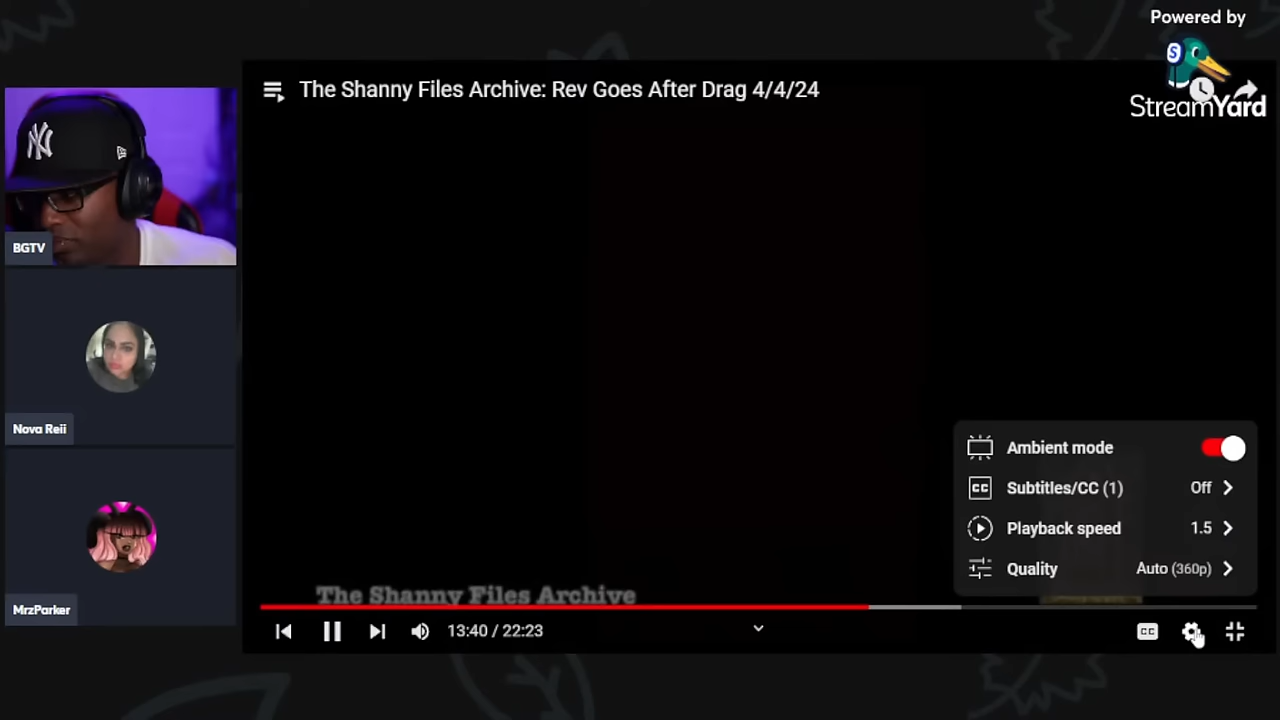 Powered by
StreamYard
The Shanny Files Archive: Rev Goes After Drag 4/4/24
NY
BGTV
Nova Reii
MrzParker
Ambient mode
Subtitles/CC (1) Off
Playback speed 1.5
Quality Auto (360p)
The Shanny Files Archive
13:40 / 22:23
CC